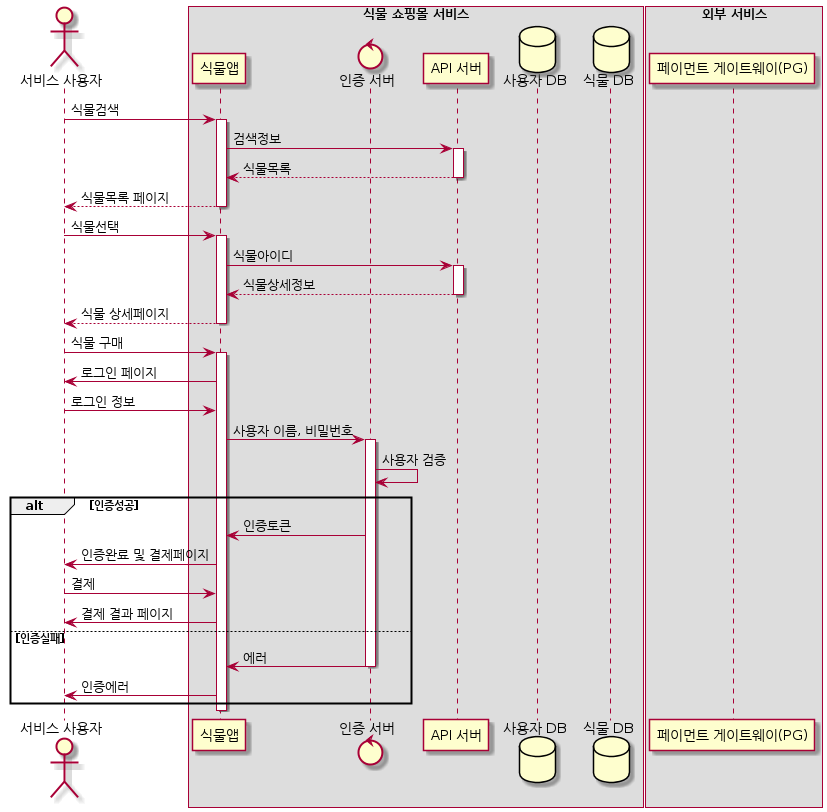 식물 쇼핑몰 서비스
외부 서비스
서비스 사용자
식물앱
인증 서버
API 서버
사용자 DB
식물 DB
페이먼트 게이트웨이(PG)
식물검색
검색정보
식물목록
식물목록 페이지
식물선택
식물아이디
식물상세정보
식물 상세페이지
식물 구매
로그인 페이지
로그인 정보
사용자 이름, 비밀번호
사용자 검증
alt
[인증성공]
인증토큰
인증완료 및 결제페이지
결제
결제 결과 페이지
[인증실패]
에러
인증에러
서비스 사용자
식물앱
인증 서버
API 서버
사용자 DB
식물 DB
페이먼트 게이트웨이(PG)